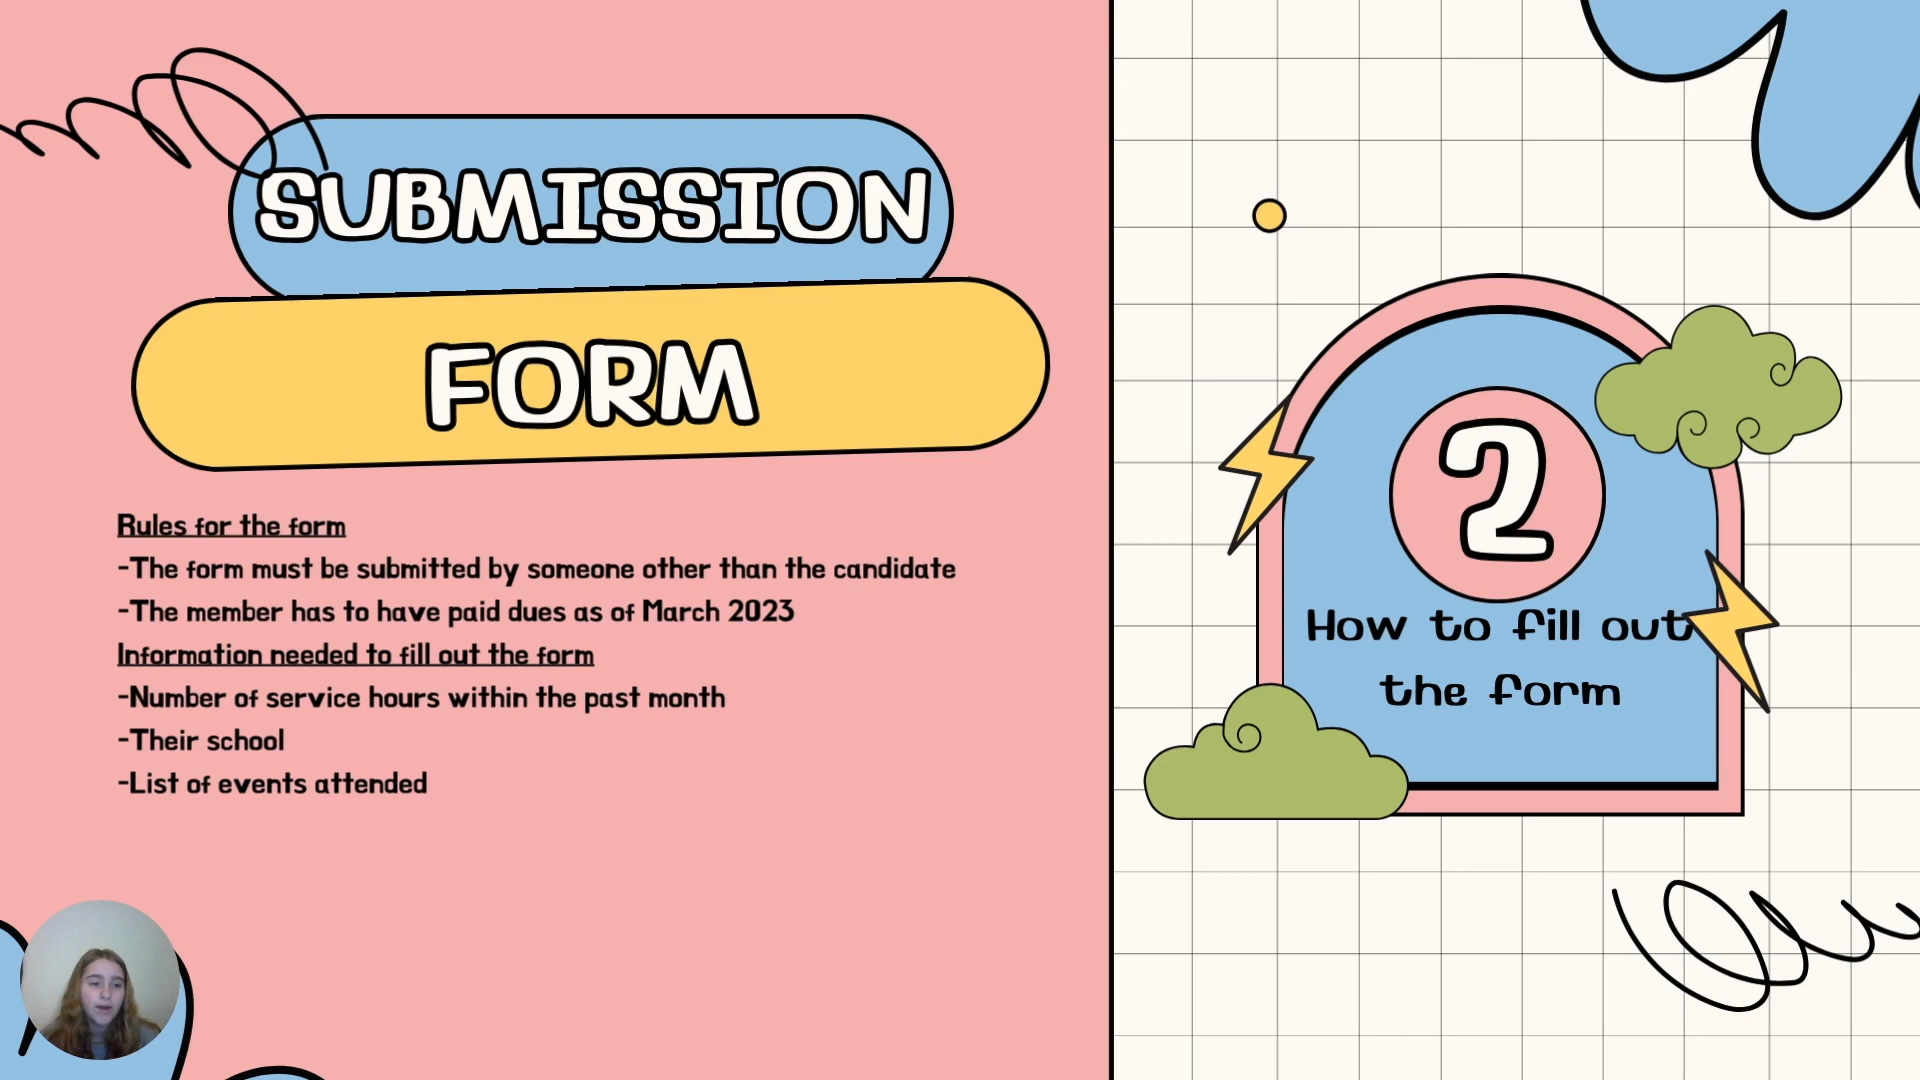 SUBMISSION
FORM
Rules for the form
-The form must be submitted by someone other than the candidate
-The member has to have paid dues as of March 2023
Information needed to fill out the form
-Number of service hours within the past month
-Their school
-List of events attended
2
How to fill out
the form